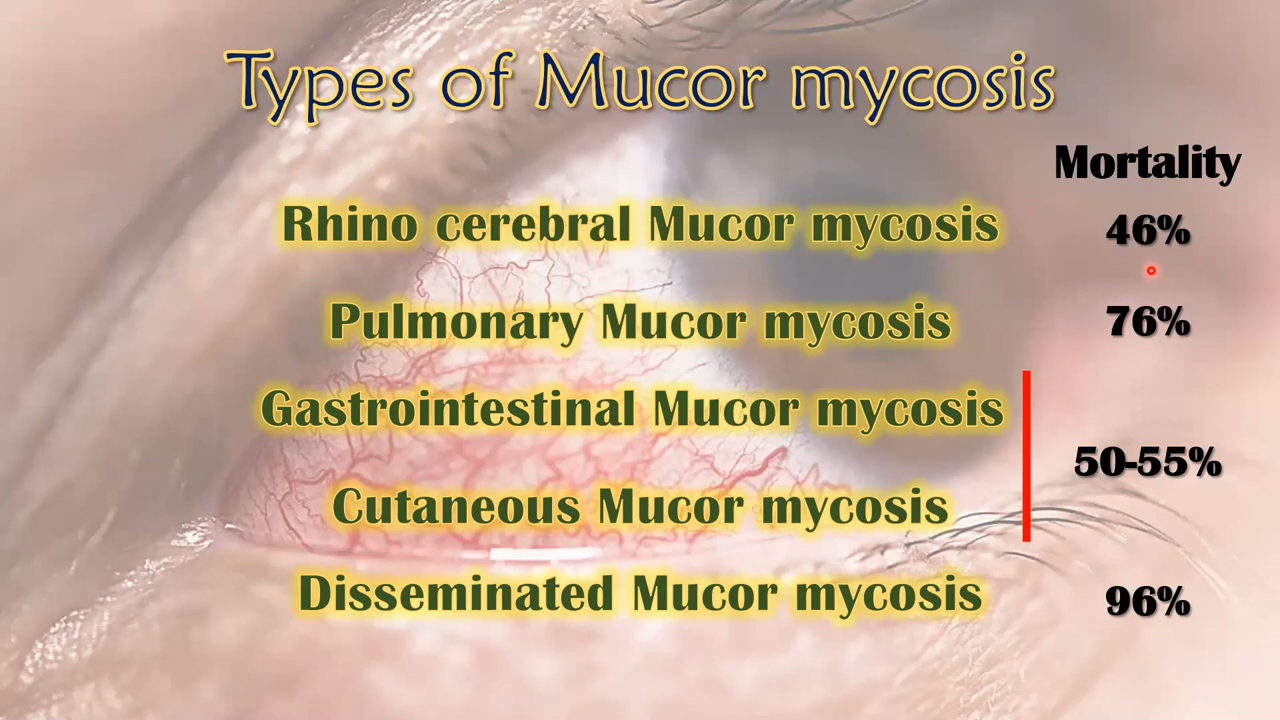 Types of Mucor mycosis
Mortality
Rhino cerebral Mucor mycosis 46%
Pulmonary Mucor mycosis 76%
Gastrointestinal Mucor mycosis
50-55%
Cutaneous Mucor mycosis
Disseminated Mucor mycosis 96%